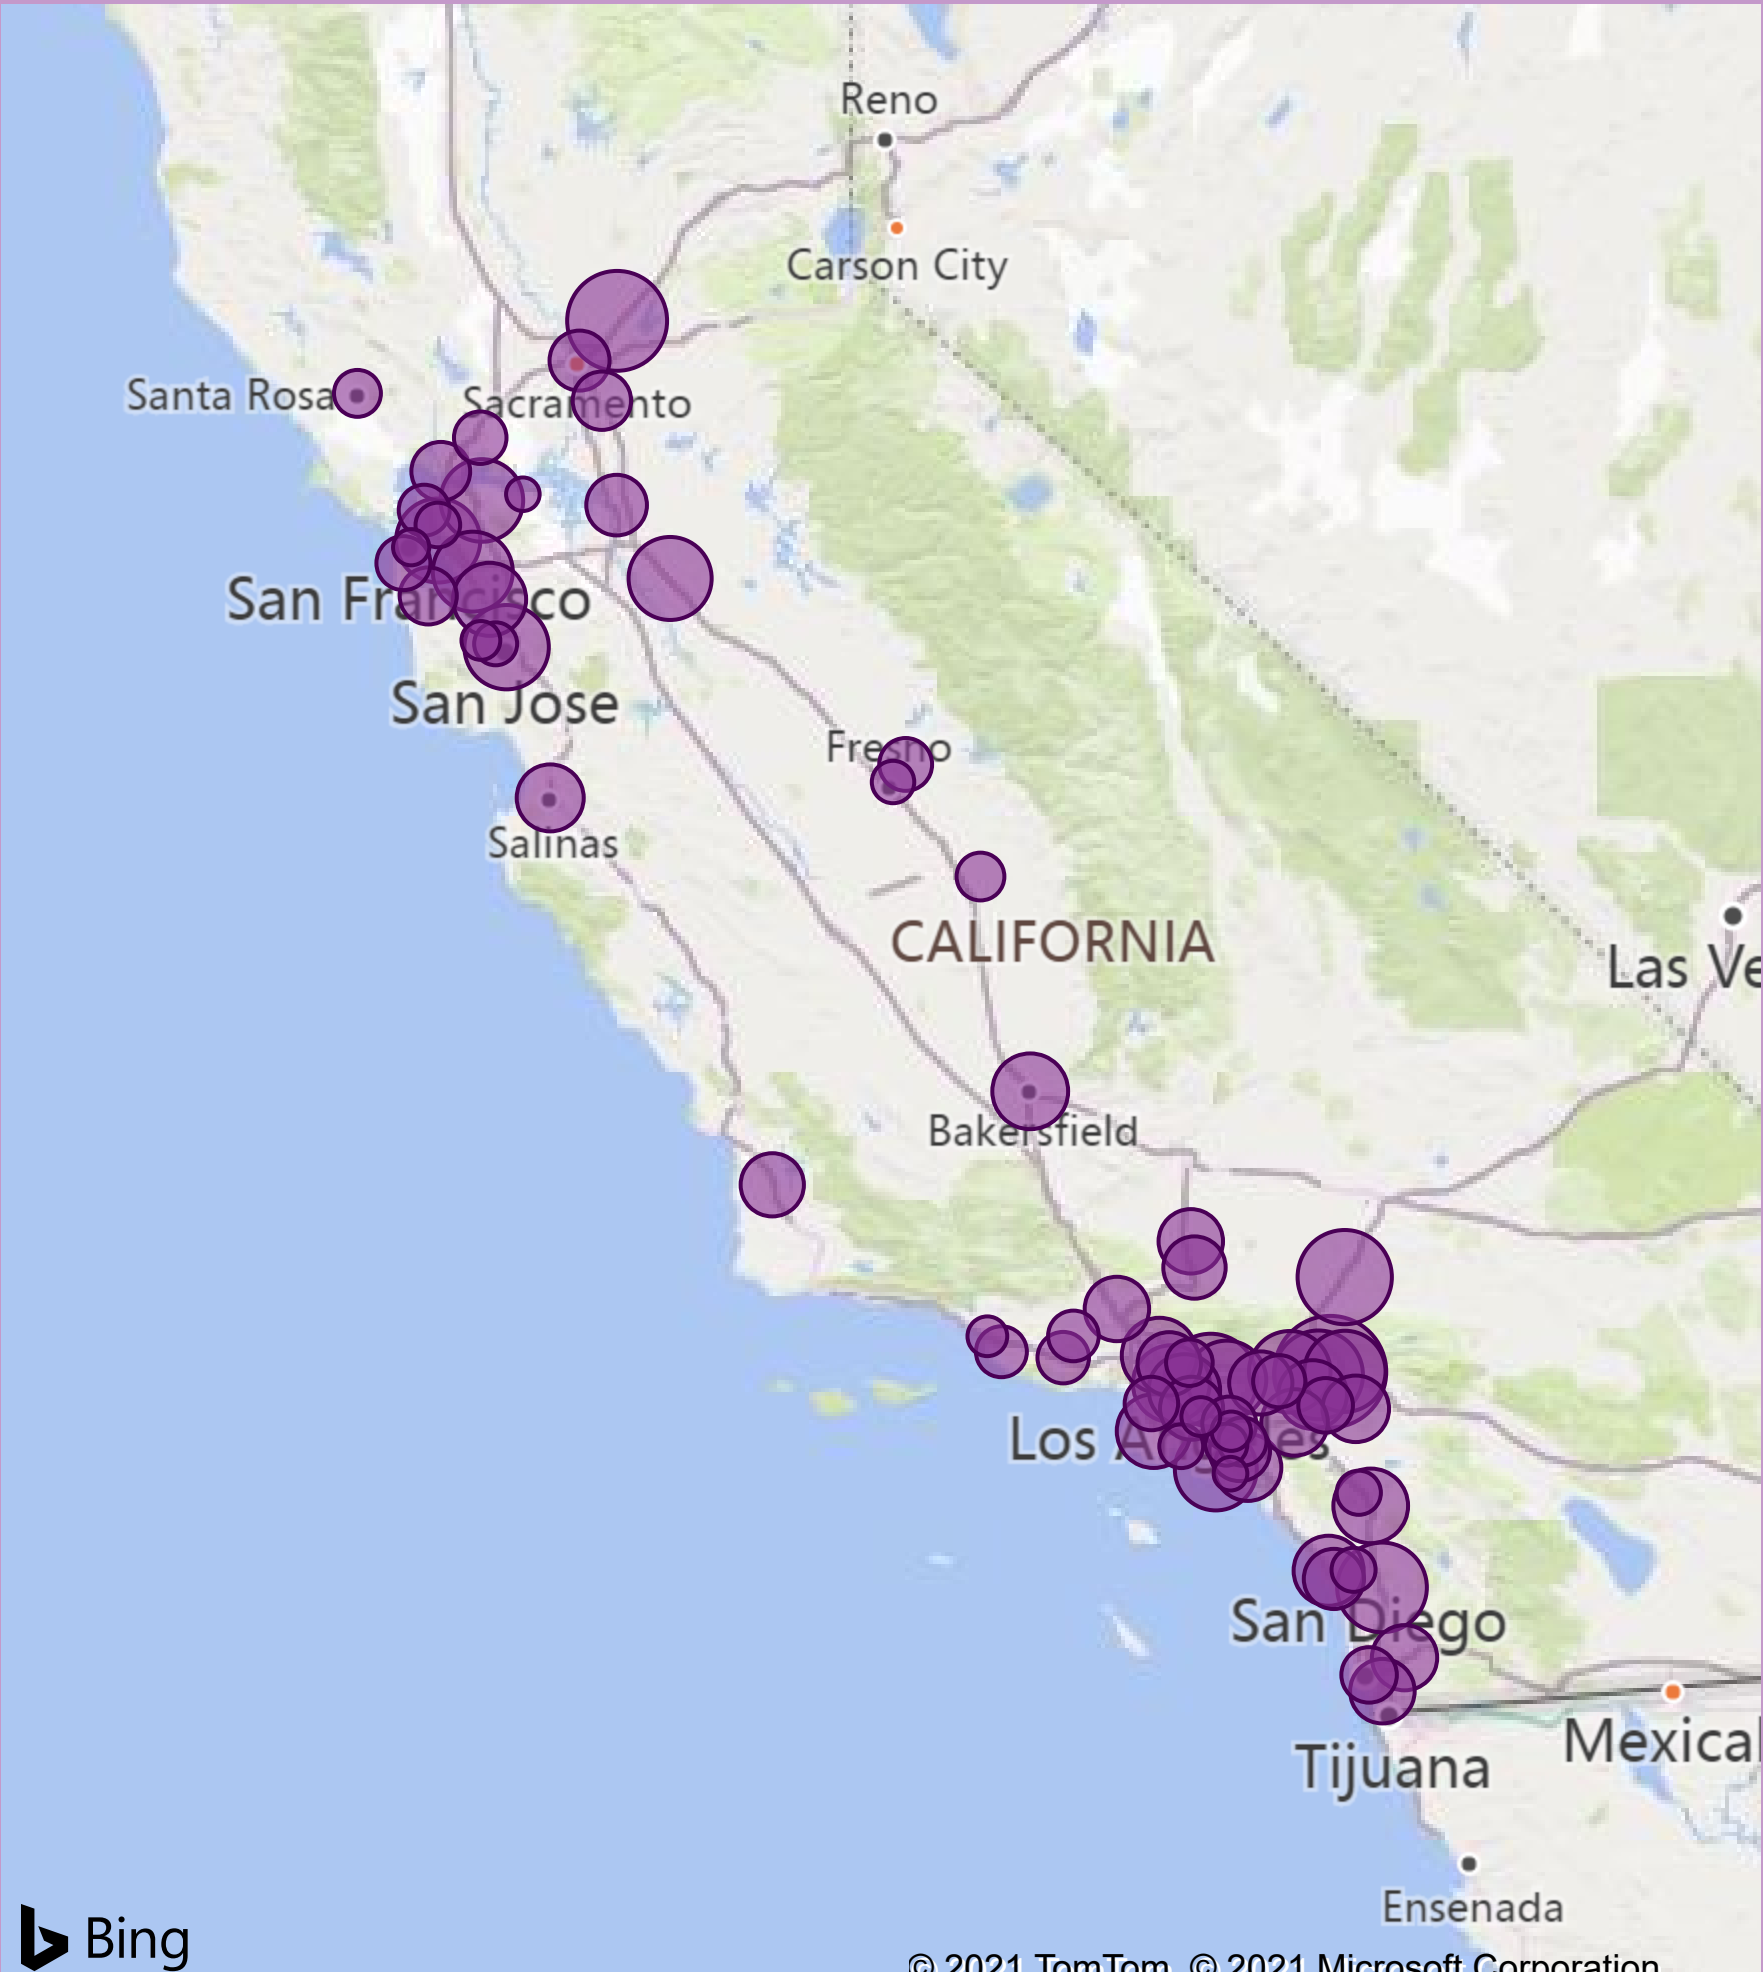 Reno
Carson City
Santa Rosa
Sacramento
San Francisco
San Jose
Fresno
Salinas
CALIFORNIA
Las Ve
Bakersfield
Los Angeles
San Diego
Tijuana
Mexical
Ensenada
Bing
© 2021 TomTom, © 2021 Microsoft Corporation